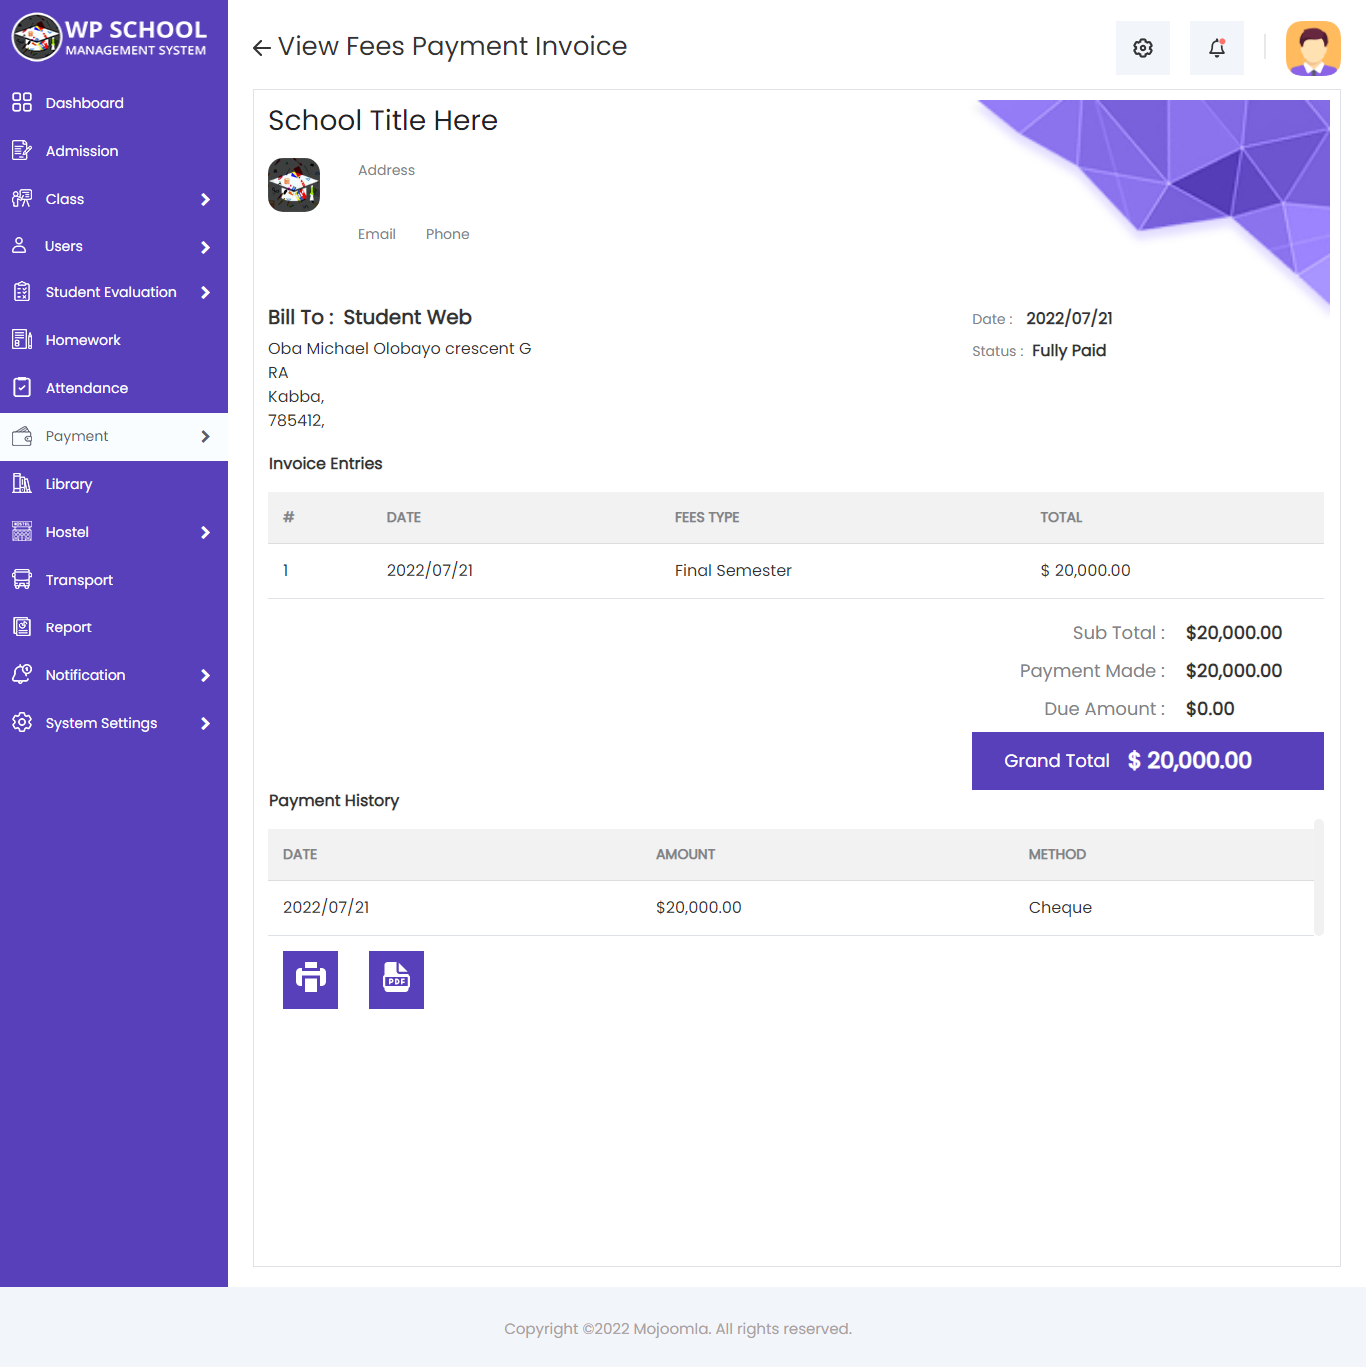 WP SCHOOL
MANAGEMENT SYSTEM
Dashboard
Admission
Class
Users
Student Evaluation
Homework
Attendance
Payment
Library
Hostel
Transport
Report
Notification
System Settings
View Fees Payment Invoice
School Title Here
Address
Email Phone
Bill To : Student Web
Oba Michael Olobayo crescent G
RA
Kabba,
785412,
Date : 2022/07/21
Status : Fully Paid
Invoice Entries
# DATE FEES TYPE TOTAL
1 2022/07/21 Final Semester $ 20,000.00
Sub Total : $20,000.00
Payment Made : $20,000.00
Due Amount : $0.00
Grand Total $ 20,000.00
Payment History
DATE AMOUNT METHOD
2022/07/21 $20,000.00 Cheque
PDF
Copyright ©2022 Mojoomla. All rights reserved.